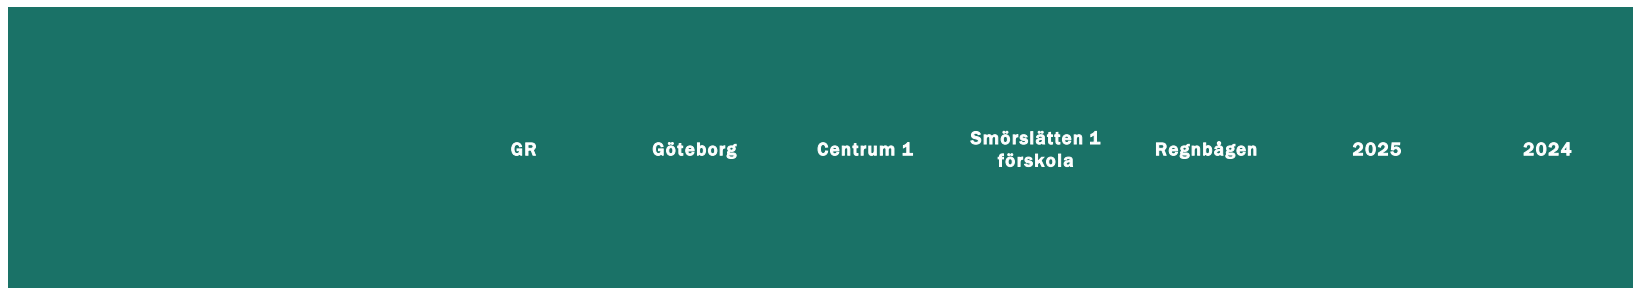 GR Göteborg Centrum 1 Smörslätten 1 förskola Regnbågen 2025 2024